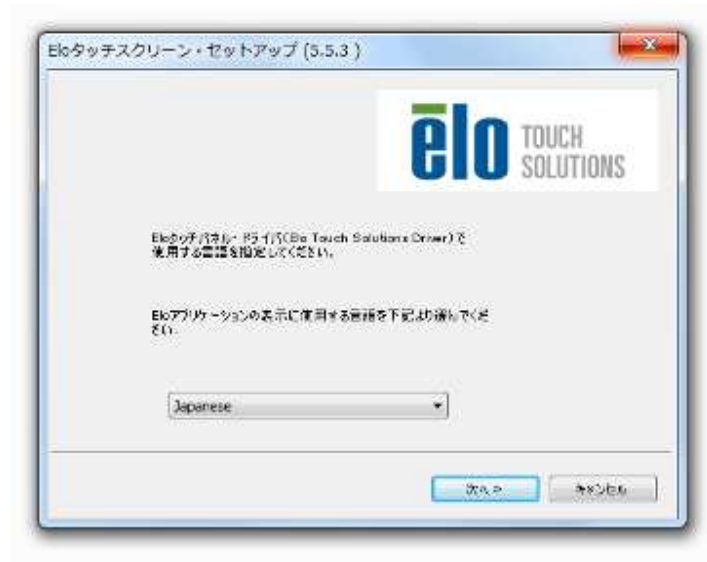 Eloタッチスクリーン・セットアップ (5.5.3 )
elo TOUCH
SOLUTIONS
Eloタッチパネル・ドライバ(Elo Touch Solutions Driver)で
使用する言語を指定してください。
Eloアプリケーションの表示に使用する言語を下記より選んでくだ
さい.
Japanese
次へ >
キャンセル